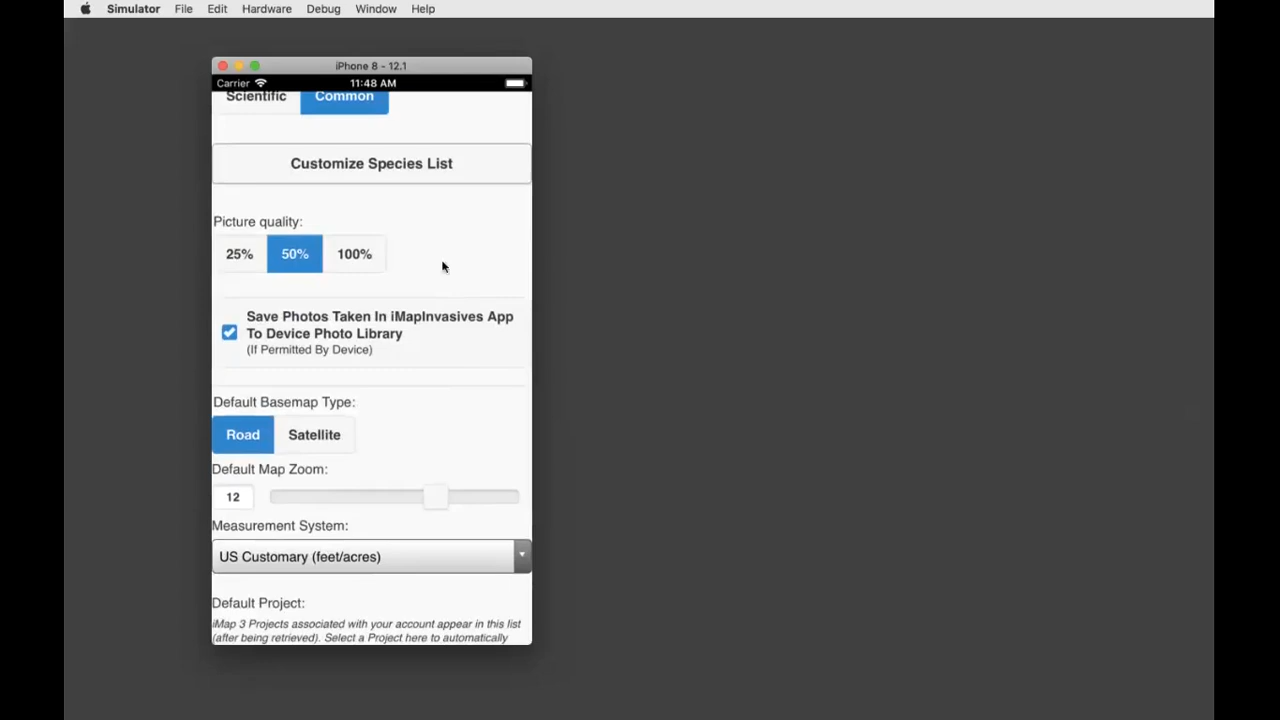 Simulator File Edit Hardware Debug Window Help
iPhone 8 - 12.1
Carrier 11:48 AM
Scientific Common
Customize Species List
Picture quality:
25% 50% 100%
Save Photos Taken In iMapInvasives App
To Device Photo Library
(If Permitted By Device)
Default Basemap Type:
Road Satellite
Default Map Zoom:
12
Measurement System:
US Customary (feet/acres)
Default Project:
iMap 3 Projects associated with your account appear in this list
(after being retrieved). Select a Project here to automatically